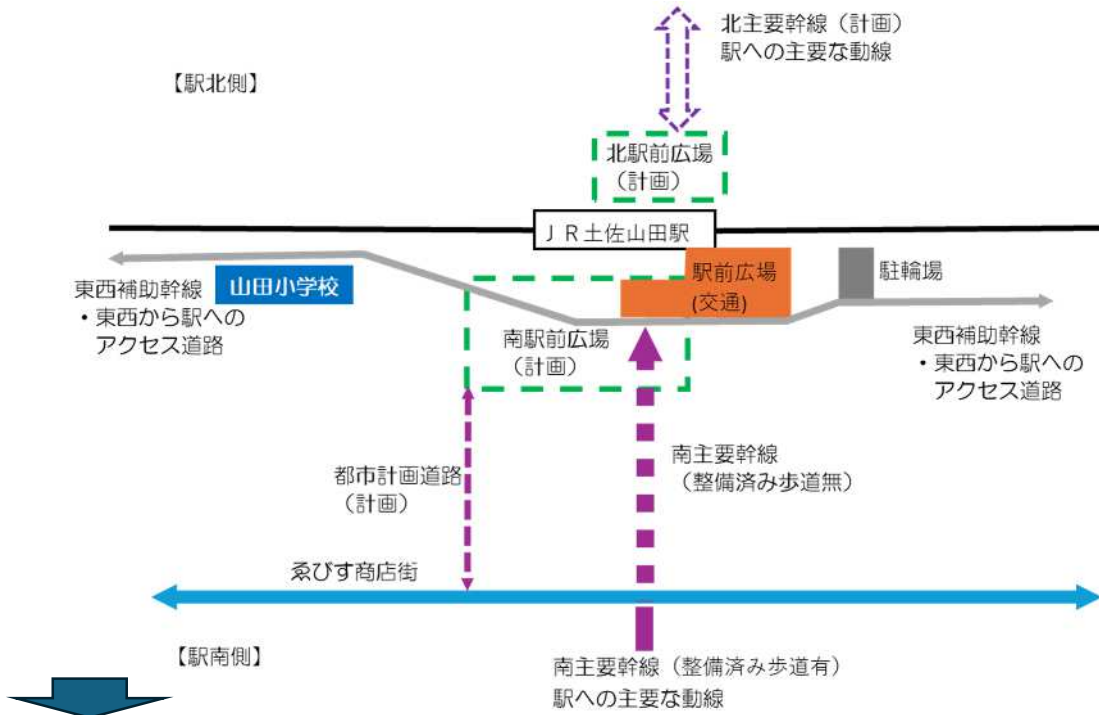 北主要幹線（計画）
駅への主要な動線
【駅北側】
北駅前広場
（計画）
ＪＲ土佐山田駅
駅前広場
(交通)
駐輪場
山田小学校
東西補助幹線
・東西から駅への
アクセス道路
南駅前広場
（計画）
東西補助幹線
・東西から駅への
アクセス道路
都市計画道路
（計画）
南主要幹線
（整備済み歩道無）
ゑびす商店街
【駅南側】
南主要幹線（整備済み歩道有）
駅への主要な動線